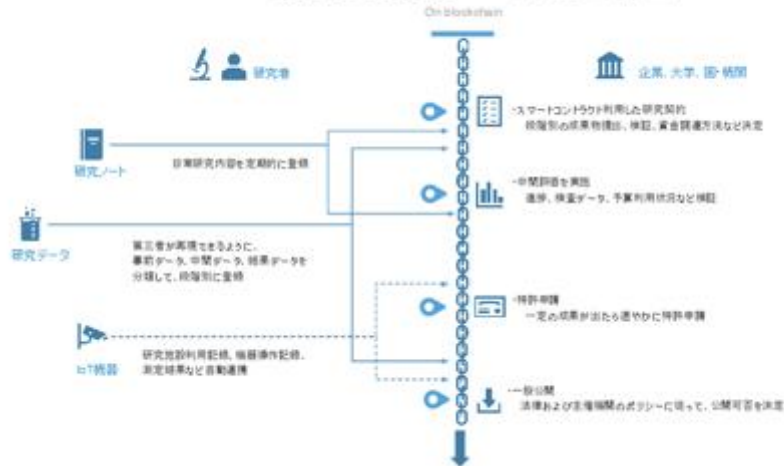 On blockchain
研究者
企業、大学、国・機関
・スマートコントラクト利用した研究契約
段階別の成果物提出、検証、資金調達方法など決定
研究ノート
日常研究内容を定期的に登録
・中間評価を実施
進捗、検査データ、予算利用状況など検証
研究データ
第三者が再現できるように、
事前データ、中間データ、結果データを
分類して、段階別に登録
・特許申請
一定の成果が出たら速やかに特許申請
IoT機器
研究施設利用記録、機器操作記録、
測定結果など自動連携
・一般公開
法律および主催機関のポリシーに従って、公開可否を決定